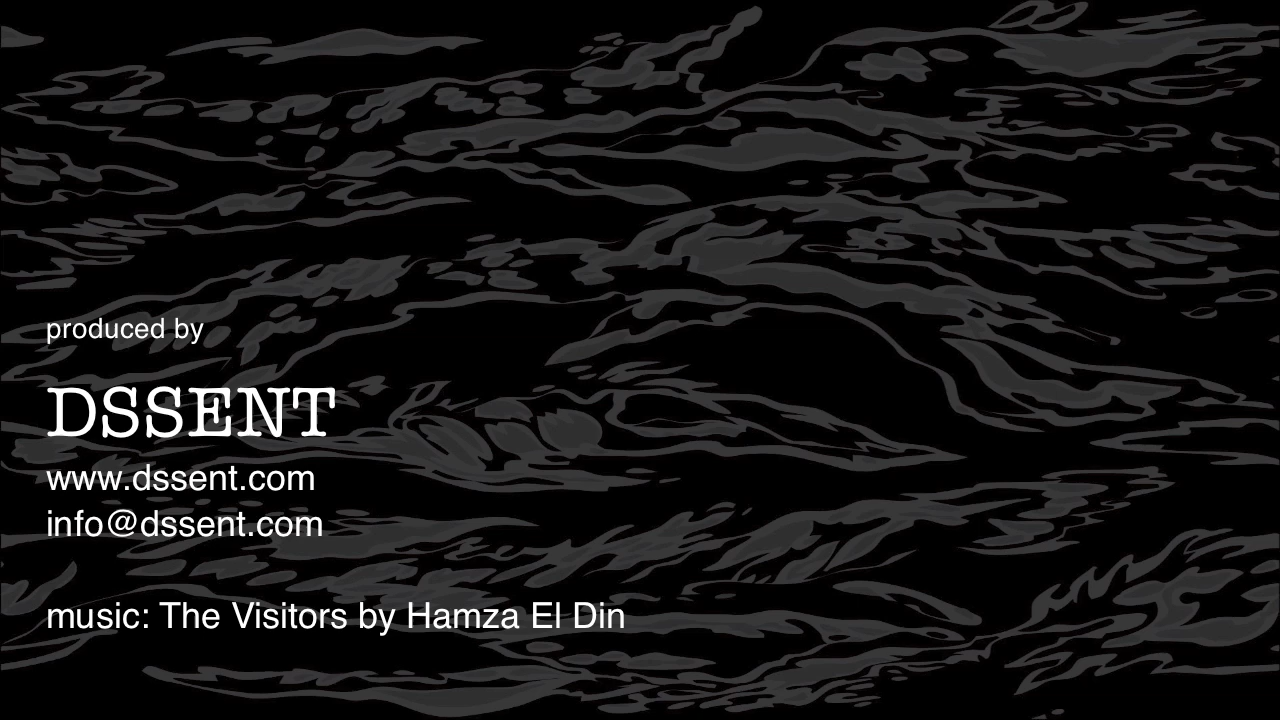 produced by
DSSENT
www.dssent.com
info@dssent.com
music: The Visitors by Hamza El Din